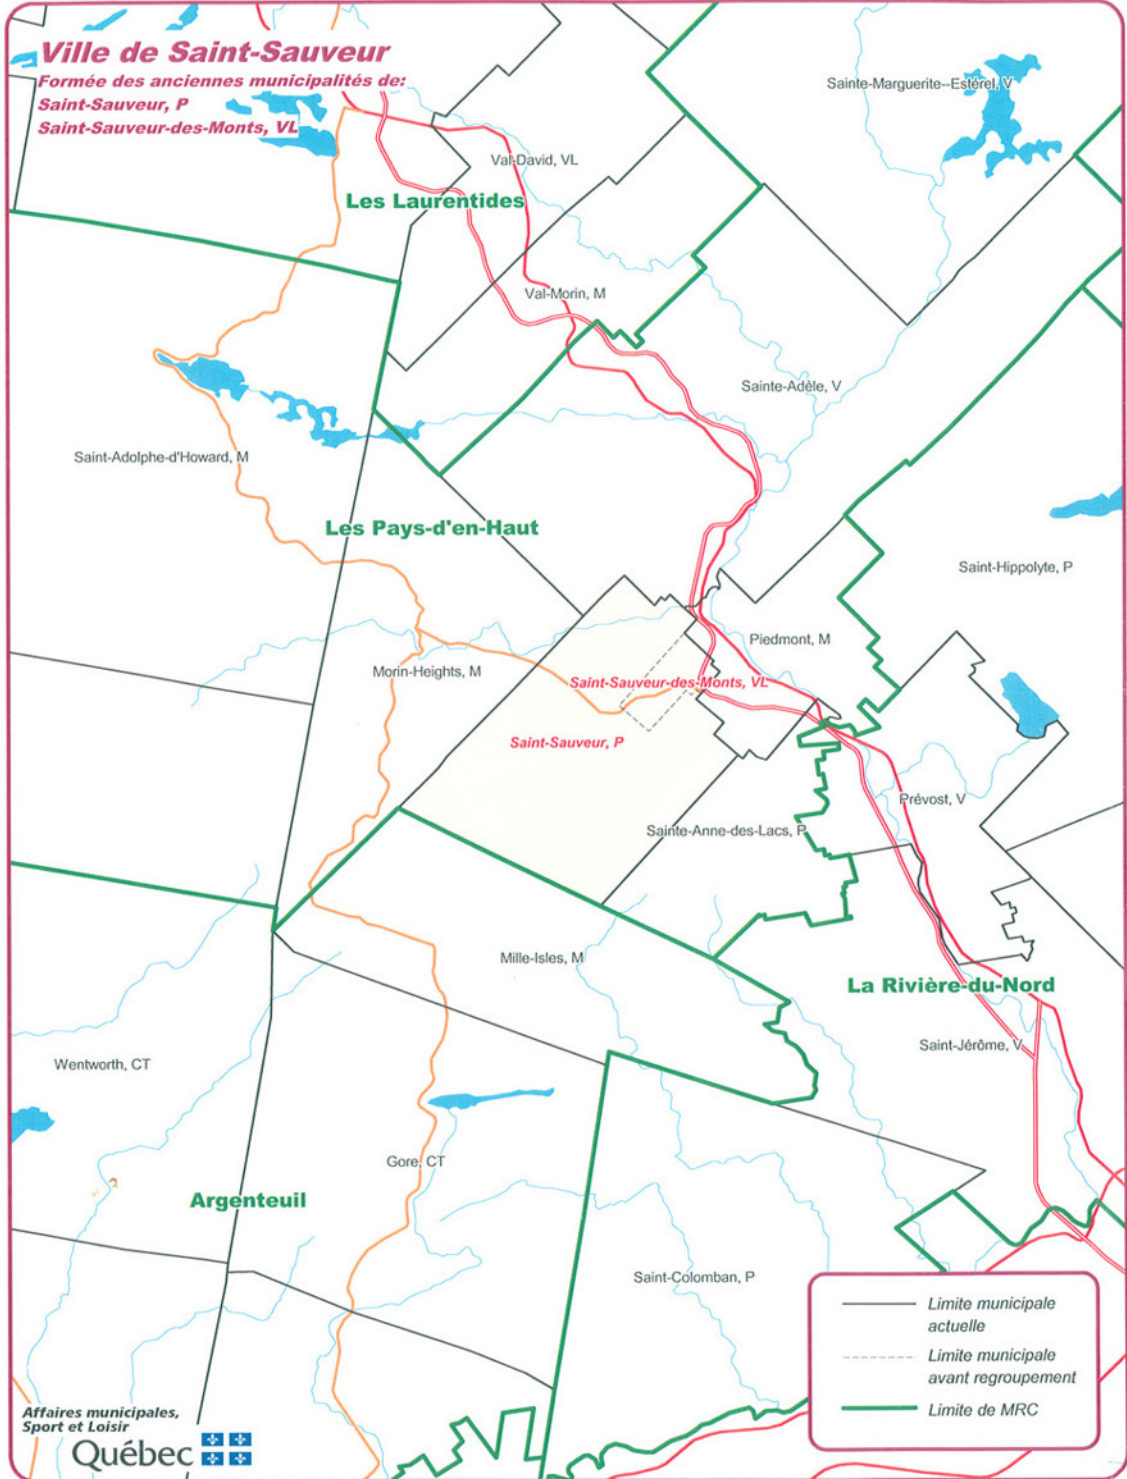 Ville de Saint-Sauveur
Formée des anciennes municipalités de:
Saint-Sauveur, P
Saint-Sauveur-des-Monts, VL
Sainte-Marguerite--Estérel, V
Val-David, VL
Les Laurentides
Val-Morin, M
Sainte-Adèle, V
Saint-Adolphe-d'Howard, M
Les Pays-d'en-Haut
Saint-Hippolyte, P
Piedmont, M
Morin-Heights, M
Saint-Sauveur-des-Monts, VL
Saint-Sauveur, P
Prévost, V
Sainte-Anne-des-Lacs, P
Mille-Isles, M
La Rivière-du-Nord
Saint-Jérôme, V
Wentworth, CT
Gore, CT
Argenteuil
Saint-Colomban, P
Limite municipale
actuelle
Limite municipale
avant regroupement
Limite de MRC
Affaires municipales,
Sport et Loisir
Québec